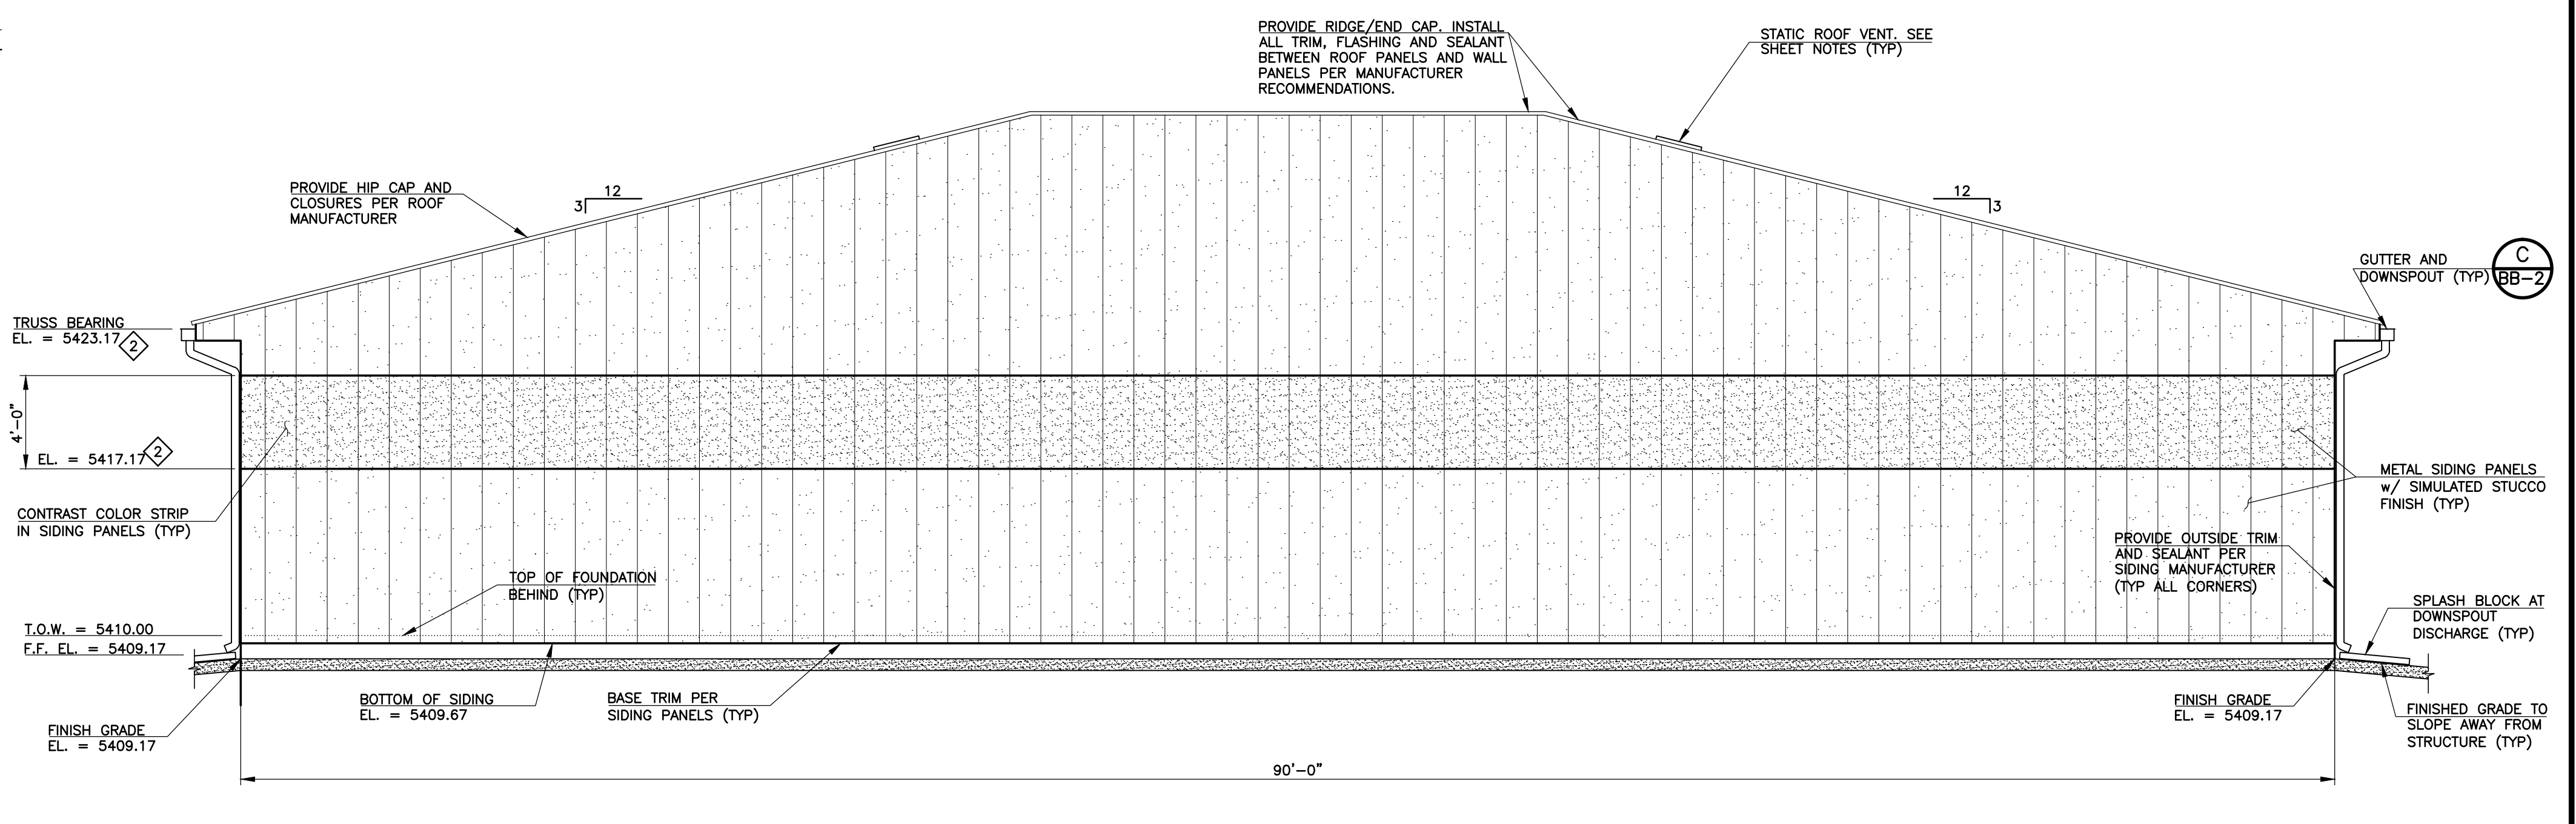 PROVIDE RIDGE/END CAP. INSTALL
ALL TRIM, FLASHING AND SEALANT
BETWEEN ROOF PANELS AND WALL
PANELS PER MANUFACTURER
RECOMMENDATIONS.
STATIC ROOF VENT. SEE
SHEET NOTES (TYP)
PROVIDE HIP CAP AND
CLOSURES PER ROOF
MANUFACTURER
12
3
12
3
GUTTER AND
DOWNSPOUT (TYP)
C
BB-2
TRUSS BEARING
EL. = 5423.17
2
4'-0"
EL. = 5417.17
2
CONTRAST COLOR STRIP
IN SIDING PANELS (TYP)
METAL SIDING PANELS
w/ SIMULATED STUCCO
FINISH (TYP)
PROVIDE OUTSIDE TRIM
AND SEALANT PER
SIDING MANUFACTURER
(TYP ALL CORNERS)
TOP OF FOUNDATION
BEHIND (TYP)
SPLASH BLOCK AT
DOWNSPOUT
DISCHARGE (TYP)
T.O.W. = 5410.00
F.F. EL. = 5409.17
BOTTOM OF SIDING
EL. = 5409.67
BASE TRIM PER
SIDING PANELS (TYP)
FINISH GRADE
EL. = 5409.17
FINISH GRADE
EL. = 5409.17
FINISHED GRADE TO
SLOPE AWAY FROM
STRUCTURE (TYP)
90'-0"